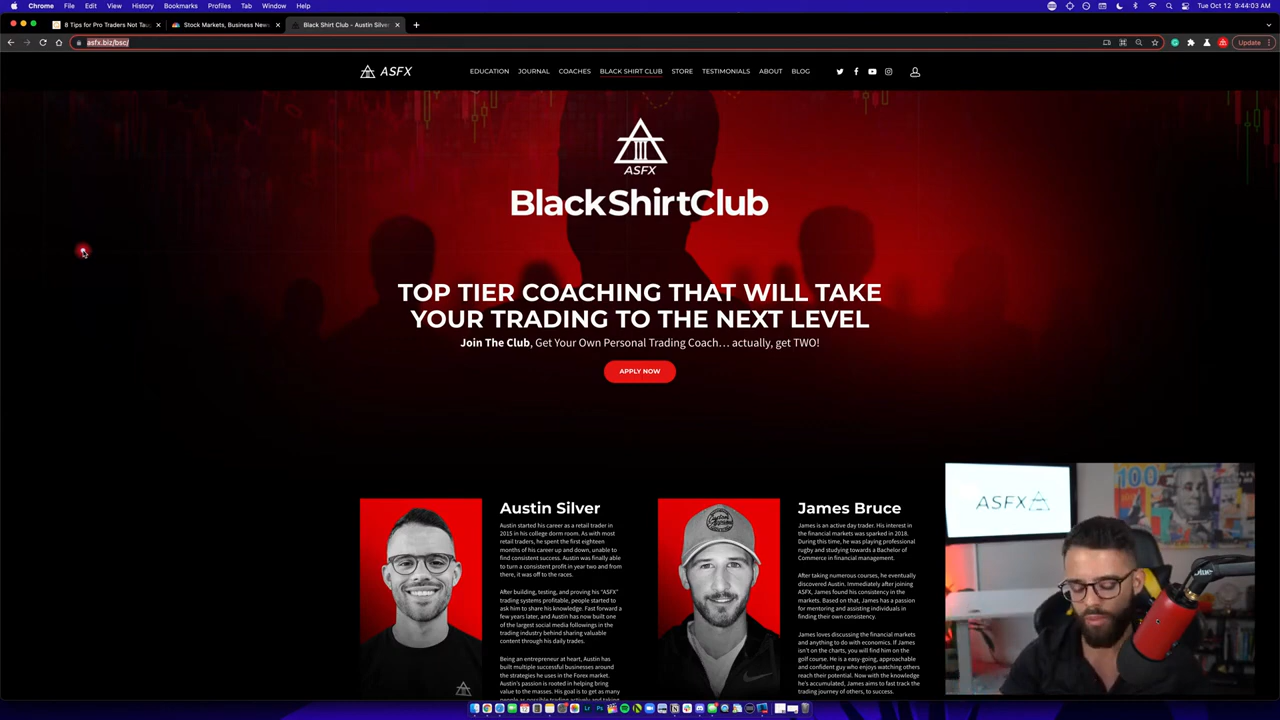 Chrome File Edit View History Bookmarks Profiles Tab Window Help
Tue Oct 12 9:44:03 AM
8 Tips for Pro Traders Not Tau
Stock Markets, Business News
Black Shirt Club - Austin Silver
asfx.biz/bsc/
Update
ASFX
EDUCATION JOURNAL COACHES BLACK SHIRT CLUB STORE TESTIMONIALS ABOUT BLOG
ASFX
BlackShirtClub
TOP TIER COACHING THAT WILL TAKE
YOUR TRADING TO THE NEXT LEVEL
Join The Club, Get Your Own Personal Trading Coach… actually, get TWO!
APPLY NOW
Austin Silver
Austin started his career as a retail trader in
2015 in his college dorm room. As with most
retail traders, he spent the first eighteen
months of his career up and down, unable to
find consistent success. Austin was finally able
to turn a consistent profit in year two and from
there, it was off to the races.
After building, testing, and proving his "ASFX"
trading systems profitable, people started to
ask him to share his knowledge. Fast forward a
few years later, and Austin has now built one
of the largest social media followings in the
trading industry behind sharing valuable
content through his daily trades.
Being an entrepreneur at heart, Austin has
built multiple successful businesses around
the strategies he uses in the Forex market.
Austin's passion is rooted in helping bring
value to the masses. His goal is to get as many
James Bruce
James is an active day trader. His interest in
the financial markets was sparked in 2018.
During this time, he was playing professional
rugby and studying towards a Bachelor of
Commerce in financial management.
After taking numerous courses, he eventually
discovered Austin. Immediately after joining
ASFX, James found his consistency in the
markets. Based on that, James has a passion
for mentoring and assisting individuals in
finding their own consistency.
James loves discussing the financial markets
and anything to do with economics. If James
isn't on the charts, you will find him on the
golf course. He is a easy-going, approachable
and confident guy who enjoys watching others
reach their potential. Now with the knowledge
he's accumulated, James aims to fast track the
trading journey of others, to success.
ASFX
100